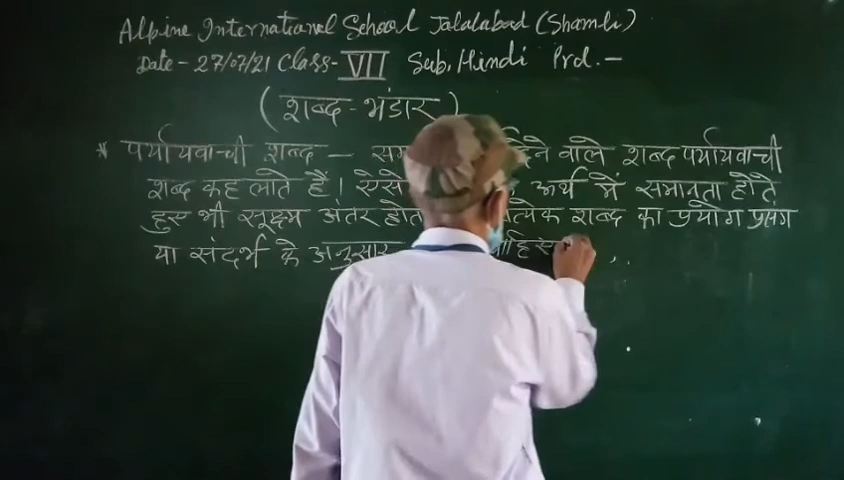 Alpine International School Jalalabad (Shamli)
Date - 27/07/21 Class - VII Sub. Hindi Prd. -
(शब्द - भंडार)
* पर्यायवाची शब्द - देने वाले शब्द पर्यायवाची
शब्द कहलाते हैं। ऐसे अर्थ में समानता होते
हुए भी सूक्ष्म अंतर शब्द का प्रयोग प्रसंग
या संदर्भ के अनुसार